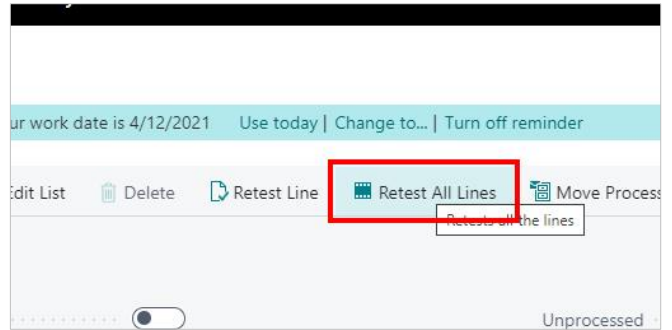 ur work date is 4/12/2021 Use today | Change to... | Turn off reminder
Edit List Delete Retest Line Retest All Lines Move Process
Retests all the lines
Unprocessed